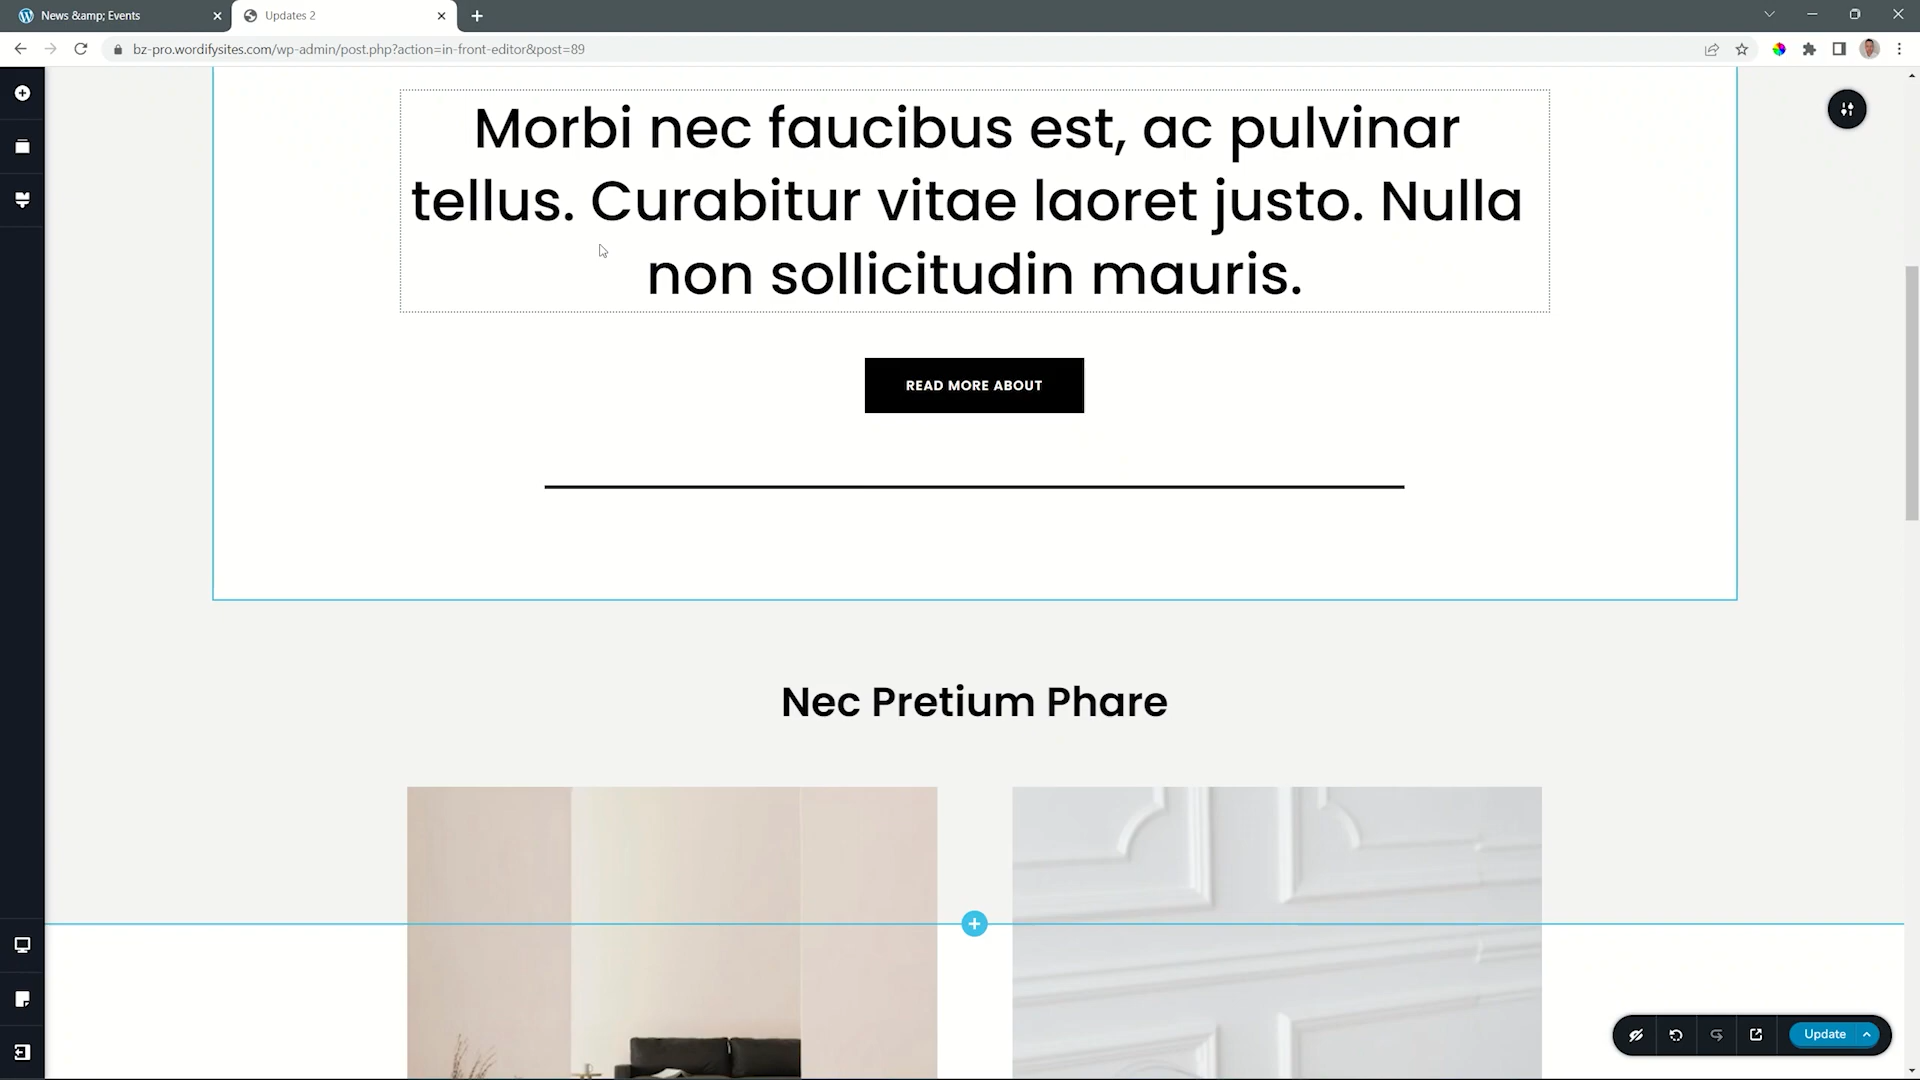 News &amp; Events
Updates 2
bz-pro.wordifysites.com/wp-admin/post.php?action=in-front-editor&post=89
Morbi nec faucibus est, ac pulvinar
tellus. Curabitur vitae laoret justo. Nulla
non sollicitudin mauris.
READ MORE ABOUT
Nec Pretium Phare
Update